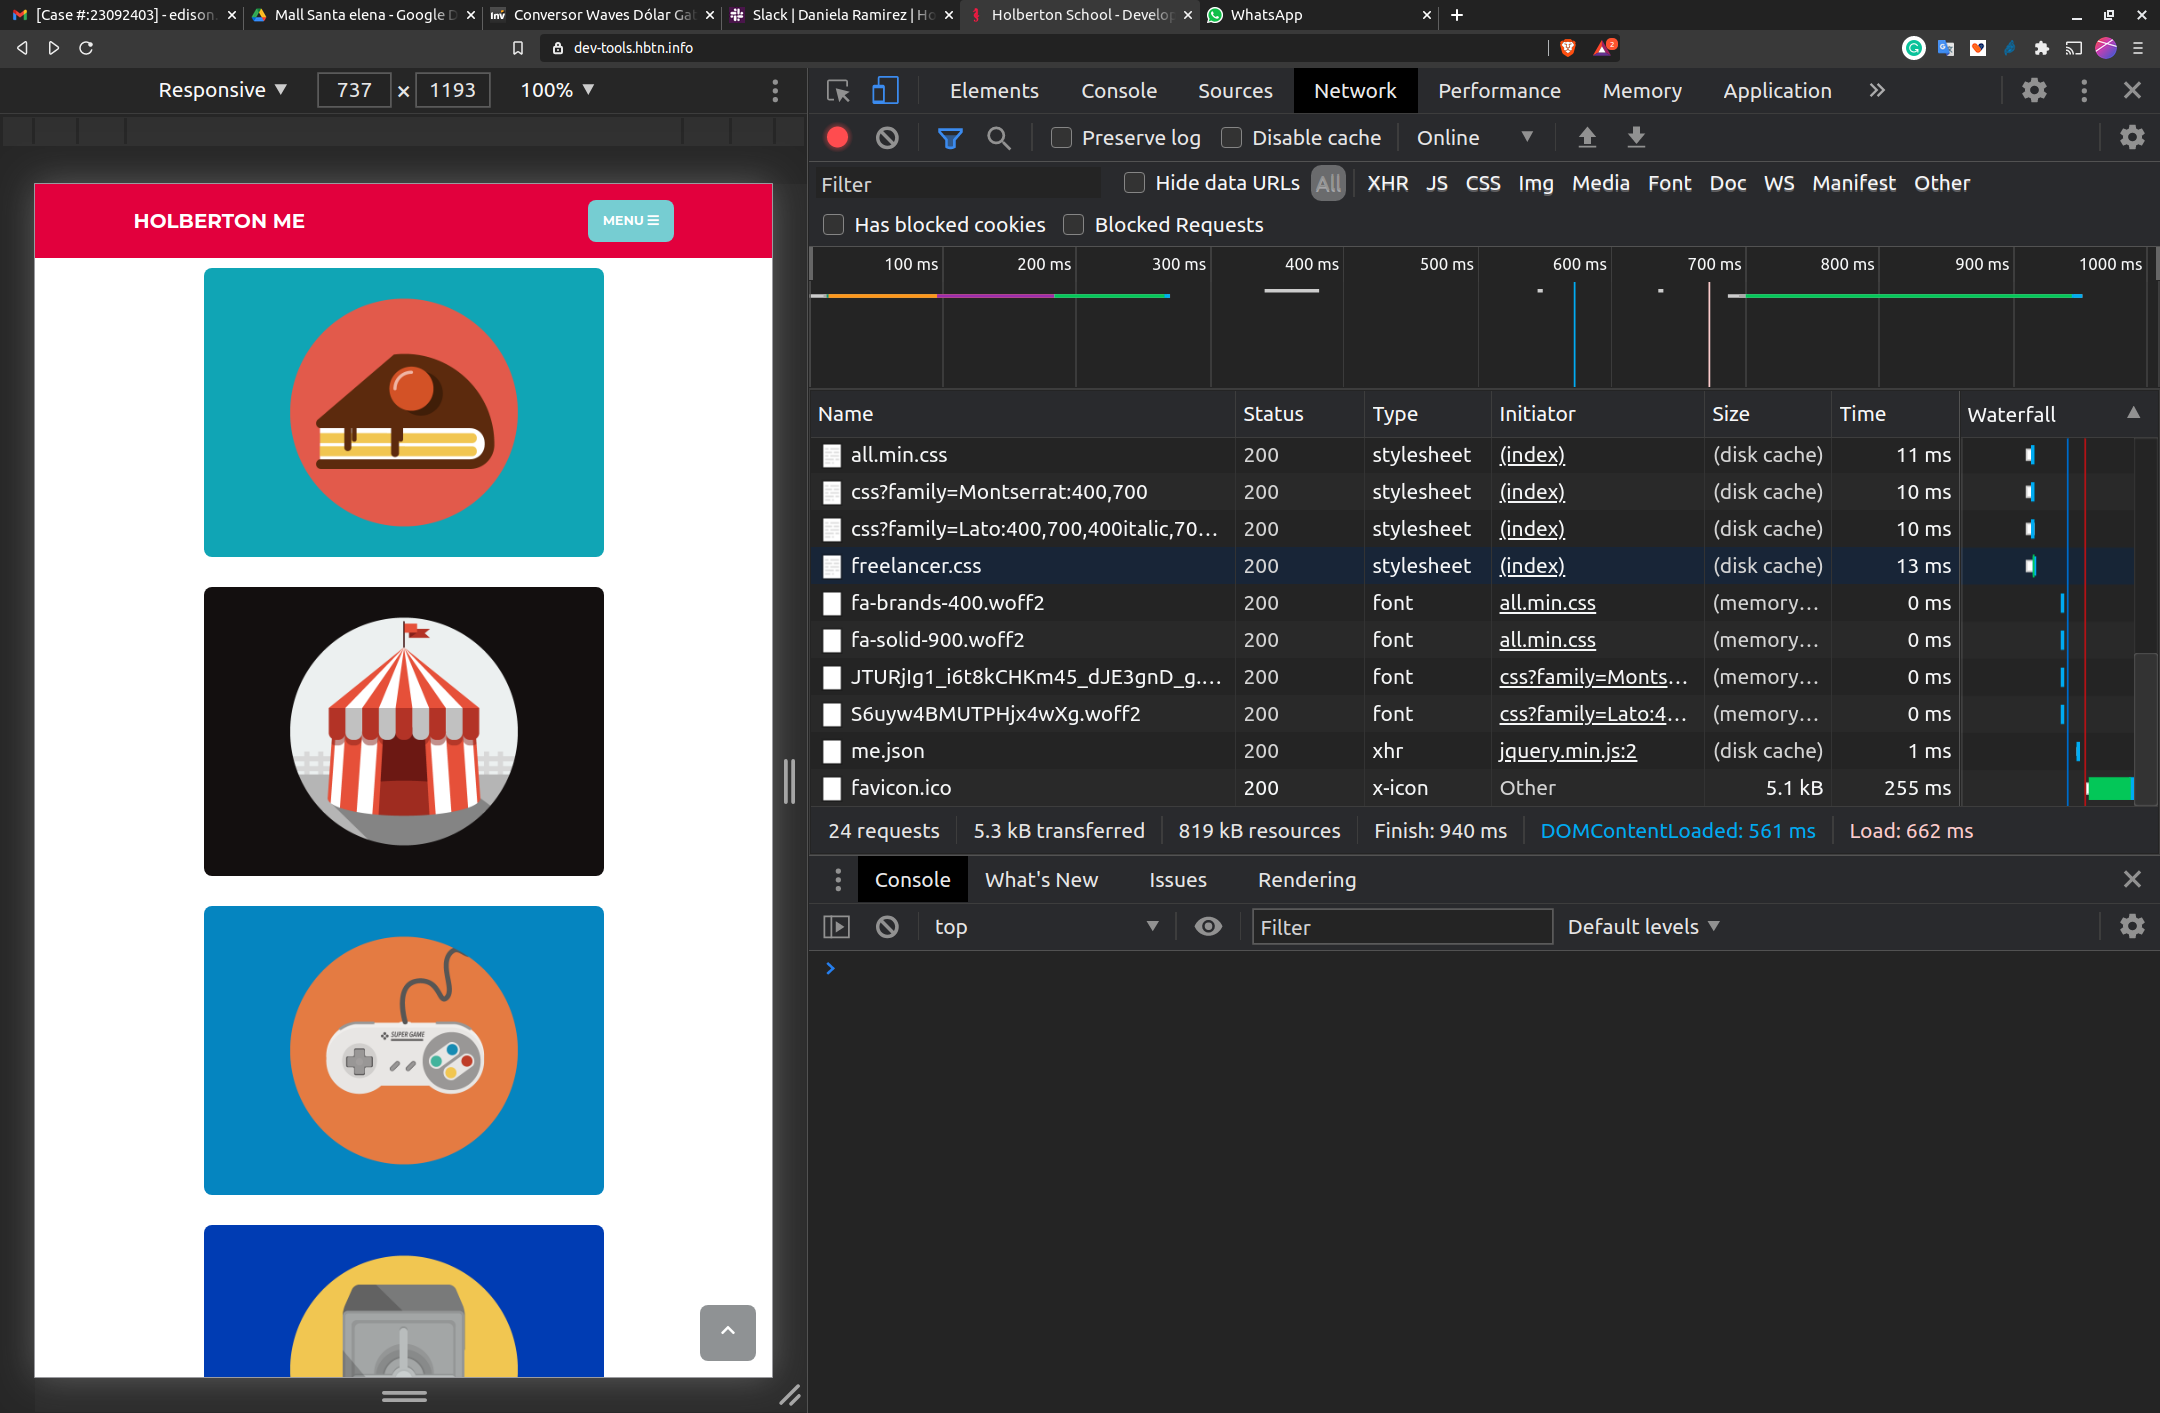 [Case #:23092403] - edison. Mall Santa elena - Google D Conversor Waves Dólar Ga Slack | Daniela Ramirez | Ho Holberton School - Develop WhatsApp
dev-tools.hbtn.info 2
Responsive 737 × 1193 100%
Elements Console Sources Network Performance Memory Application
Preserve log Disable cache Online
Filter Hide data URLs All XHR JS CSS Img Media Font Doc WS Manifest Other
Has blocked cookies Blocked Requests
100 ms 200 ms 300 ms 400 ms 500 ms 600 ms 700 ms 800 ms 900 ms 1000 ms
Name Status Type Initiator Size Time Waterfall
all.min.css 200 stylesheet (index) (disk cache) 11 ms
css?family=Montserrat:400,700 200 stylesheet (index) (disk cache) 10 ms
css?family=Lato:400,700,400italic,70… 200 stylesheet (index) (disk cache) 10 ms
freelancer.css 200 stylesheet (index) (disk cache) 13 ms
fa-brands-400.woff2 200 font all.min.css (memory… 0 ms
fa-solid-900.woff2 200 font all.min.css (memory… 0 ms
JTURjIg1_i6t8kCHKm45_dJE3gnD_g.… 200 font css?family=Monts… (memory… 0 ms
S6uyw4BMUTPHjx4wXg.woff2 200 font css?family=Lato:4… (memory… 0 ms
me.json 200 xhr jquery.min.js:2 (disk cache) 1 ms
favicon.ico 200 x-icon Other 5.1 kB 255 ms
24 requests 5.3 kB transferred 819 kB resources Finish: 940 ms DOMContentLoaded: 561 ms Load: 662 ms
Console What's New Issues Rendering
top Filter Default levels
HOLBERTON ME MENU
SUPER GAME